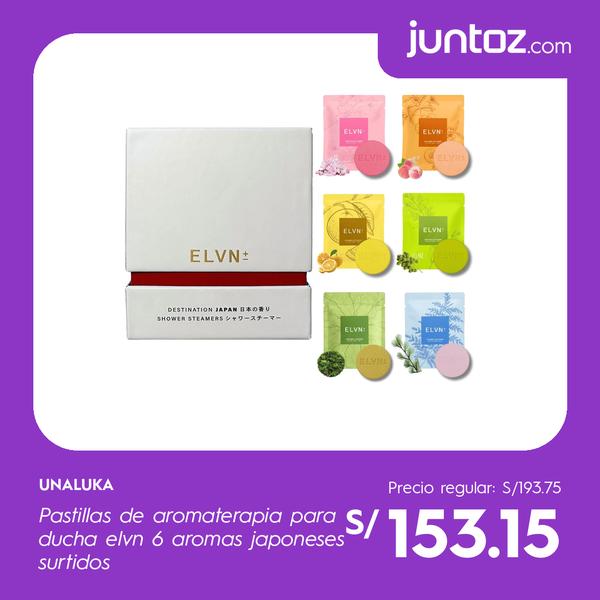 juntoz.com
ELVN±
DESTINATION JAPAN 日本の香り
SHOWER STEAMERS シャワースチーマー
ELVN±
ELVN±
ELVN±
ELVN±
ELVN±
ELVN±
UNALUKA
Pastillas de aromaterapia para
ducha elvn 6 aromas japoneses
surtidos
Precio regular: S/193.75
S/ 153.15